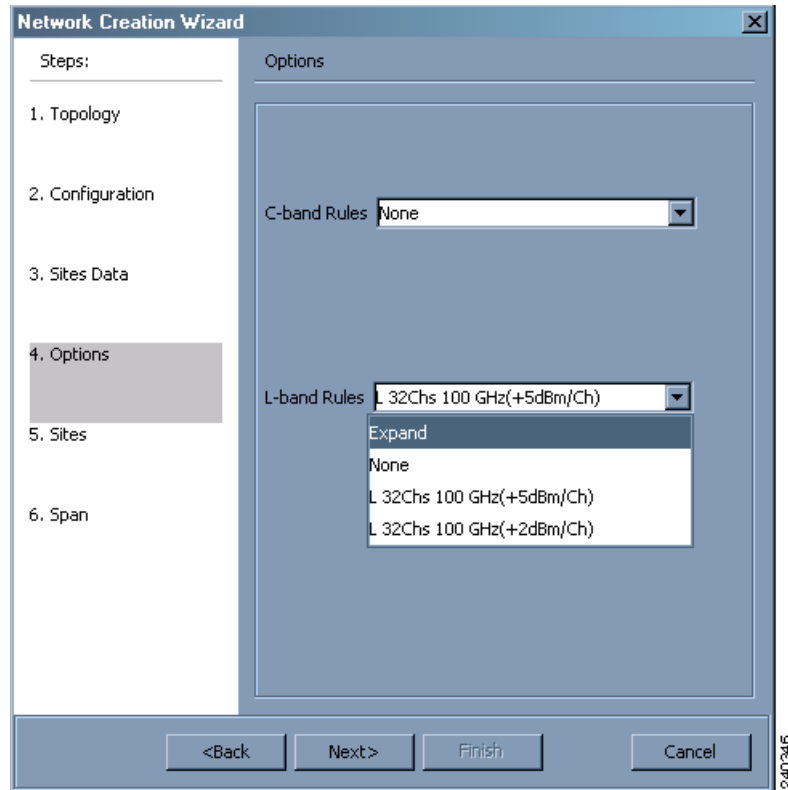 Network Creation Wizard
Steps:
Options
1. Topology
2. Configuration
C-band Rules None
3. Sites Data
4. Options
L-band Rules L 32Chs 100 GHz(+5dBm/Ch)
Expand
5. Sites
None
L 32Chs 100 GHz(+5dBm/Ch)
6. Span
L 32Chs 100 GHz(+2dBm/Ch)
<Back
Next>
Finish
Cancel
240346